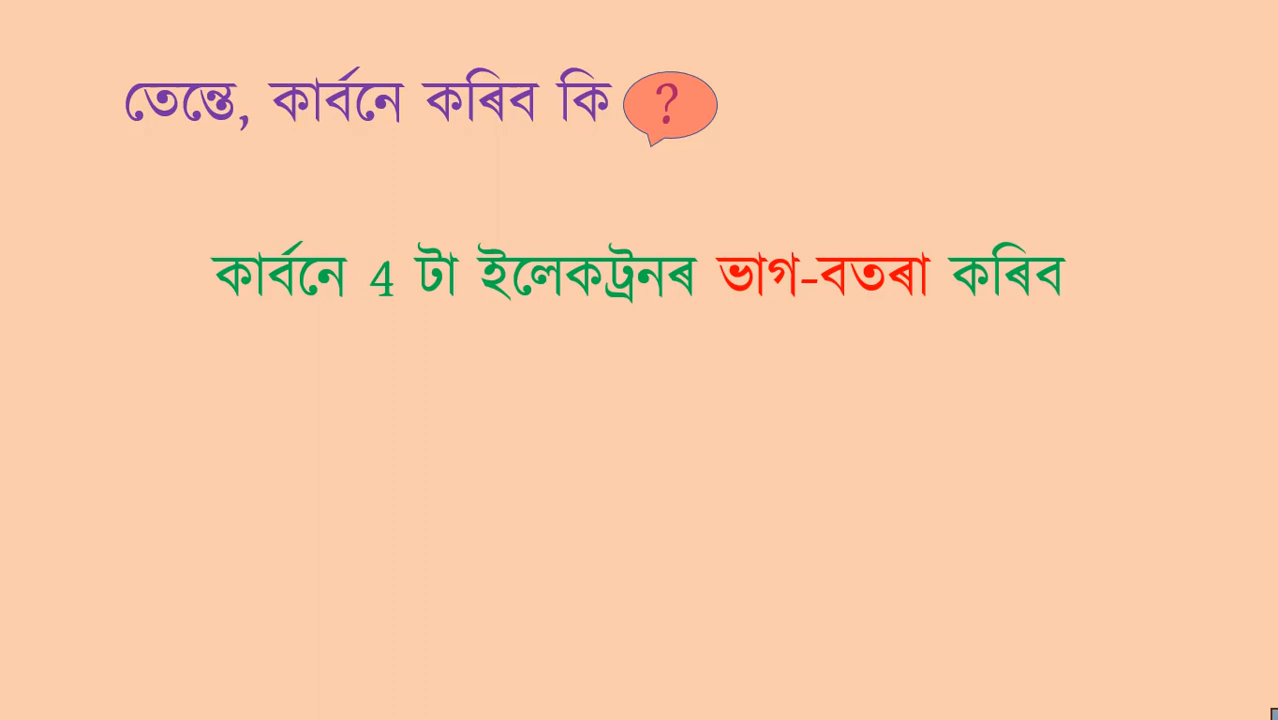 তেন্তে, কাৰ্বনে কৰিব কি ?
কাৰ্বনে 4 টা ইলেকট্ৰনৰ ভাগ-বতৰা কৰিব